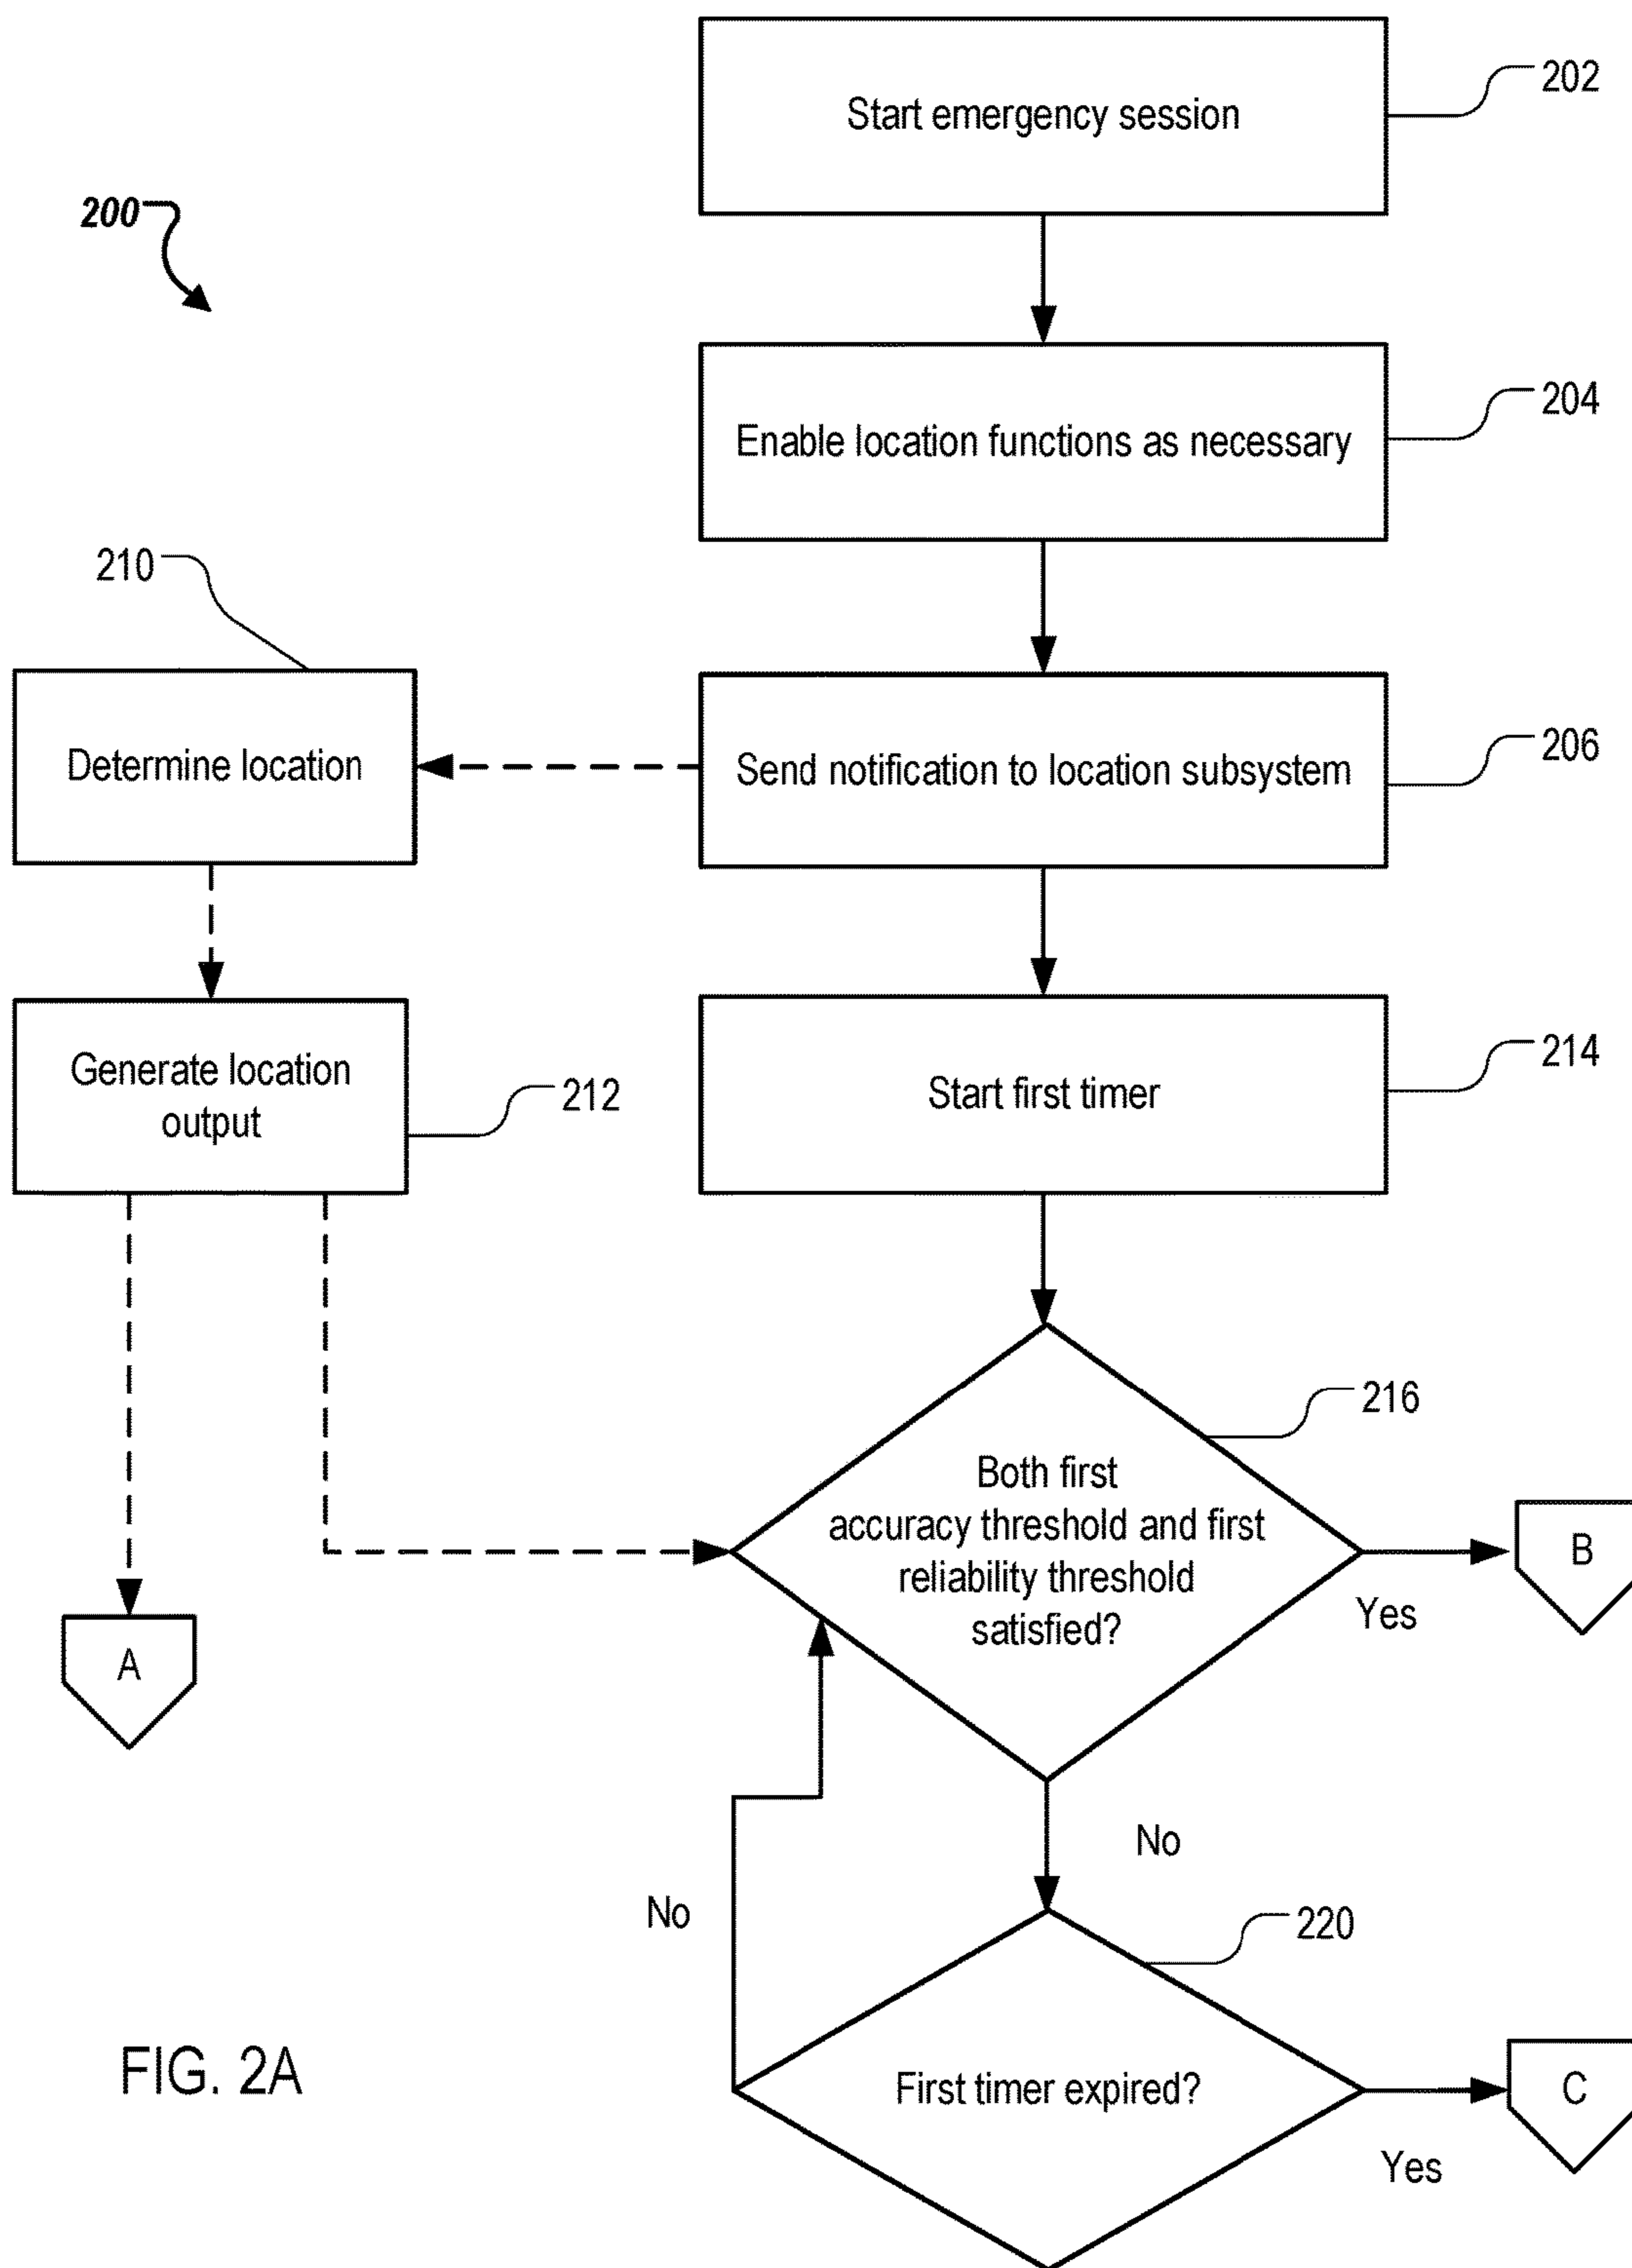 Start emergency session
202
200
Enable location functions as necessary
204
210
Determine location
Send notification to location subsystem
206
Generate location
output
212
Start first timer
214
216
Both first
accuracy threshold and first
reliability threshold
satisfied?
B
Yes
A
No
No
220
First timer expired?
C
Yes
FIG. 2A